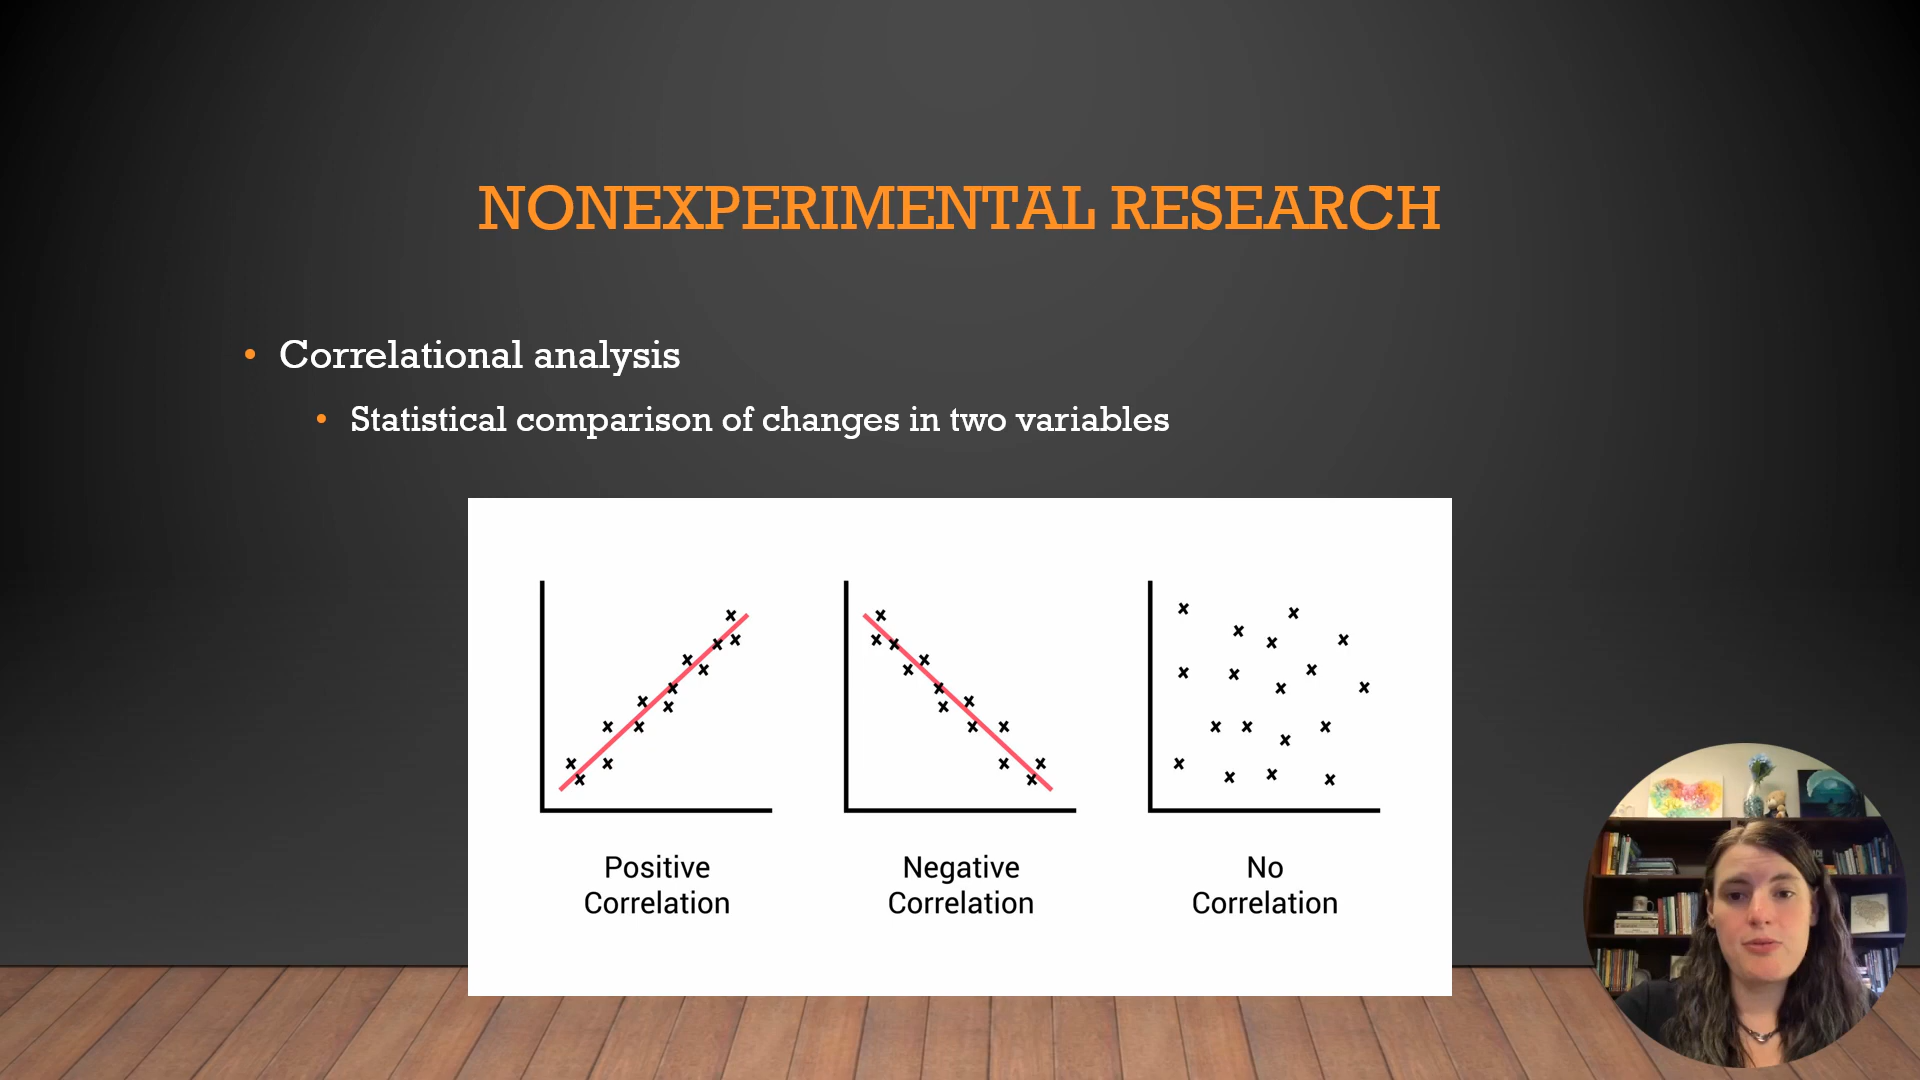 NONEXPERIMENTAL RESEARCH
• Correlational analysis
• Statistical comparison of changes in two variables
Positive
Correlation
Negative
Correlation
No
Correlation